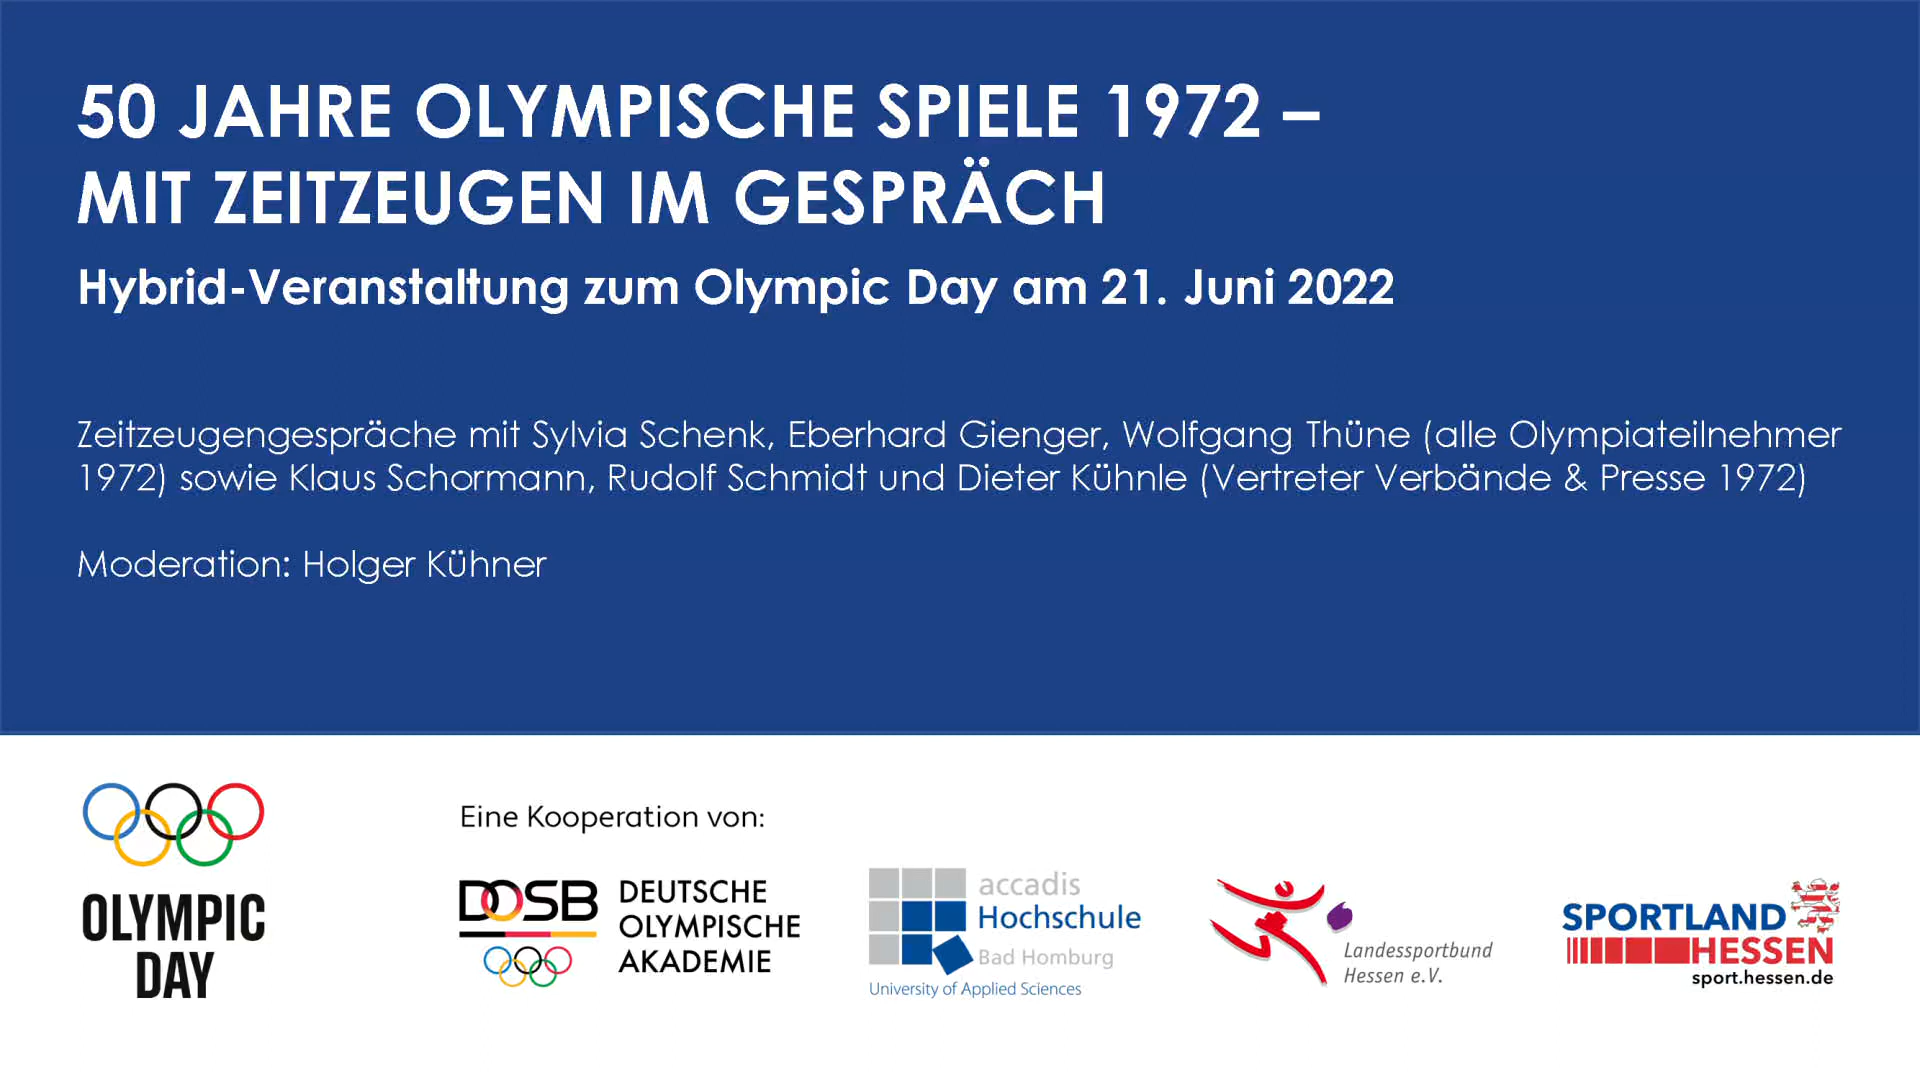 50 JAHRE OLYMPISCHE SPIELE 1972 –
MIT ZEITZEUGEN IM GESPRÄCH
Hybrid-Veranstaltung zum Olympic Day am 21. Juni 2022
Zeitzeugengespräche mit Sylvia Schenk, Eberhard Gienger, Wolfgang Thüne (alle Olympiateilnehmer
1972) sowie Klaus Schormann, Rudolf Schmidt und Dieter Kühnle (Vertreter Verbände & Presse 1972)
Moderation: Holger Kühner
OLYMPIC
DAY
Eine Kooperation von:
DOSB
DEUTSCHE
OLYMPISCHE
AKADEMIE
accadis
Hochschule
Bad Homburg
University of Applied Sciences
Landessportbund
Hessen e.V.
SPORTLAND
HESSEN
sport.hessen.de